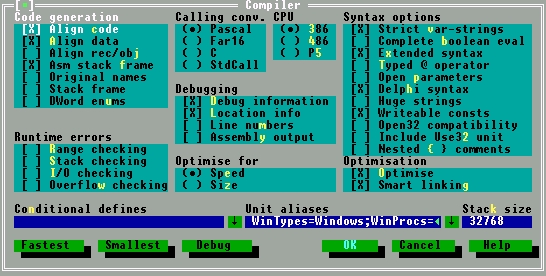 Compiler
Code generation
[X] Align code
[X] Align data
[ ] Align rec/obj
[X] Asm stack frame
[ ] Original names
[ ] Stack frame
[ ] DWord enums
Runtime errors
[ ] Range checking
[ ] Stack checking
[ ] I/O checking
[ ] Overflow checking
Calling conv.
(•) Pascal
( ) Far16
( ) C
( ) StdCall
CPU
(•) 386
( ) 486
( ) P5
Debugging
[X] Debug information
[X] Location info
[ ] Line numbers
[ ] Assembly output
Optimise for
(•) Speed
( ) Size
Syntax options
[X] Strict var-strings
[ ] Complete boolean eval
[X] Extended syntax
[ ] Typed @ operator
[ ] Open parameters
[X] Delphi syntax
[ ] Huge strings
[X] Writeable consts
[ ] Open32 compatibility
[ ] Include Use32 unit
[ ] Nested { } comments
Optimisation
[X] Optimise
[X] Smart linking
Conditional defines
Unit aliases
WinTypes=Windows;WinProcs=
Stack size
32768
Fastest
Smallest
Debug
OK
Cancel
Help